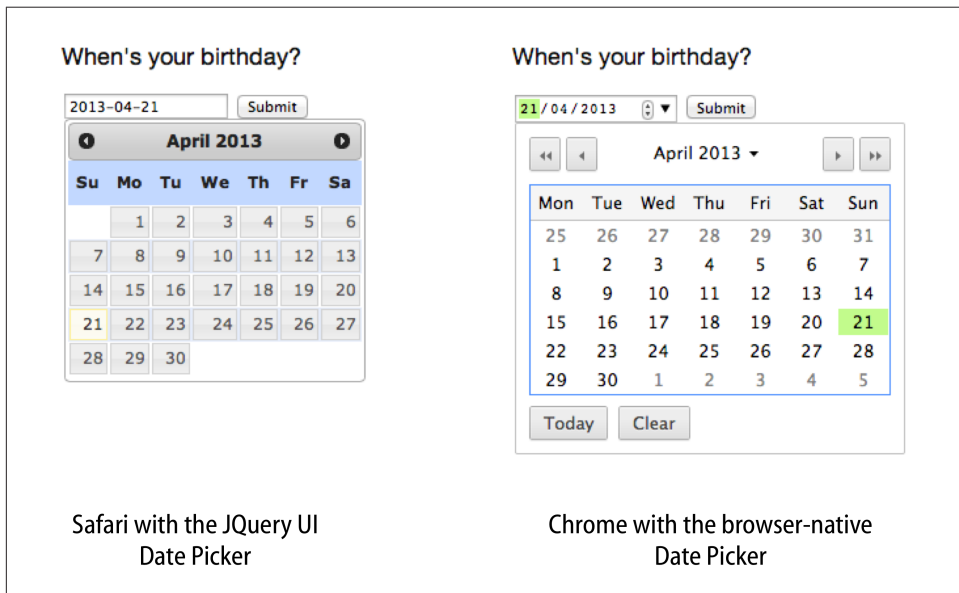 When's your birthday?
2013-04-21 Submit
April 2013
Su Mo Tu We Th Fr Sa
1 2 3 4 5 6
7 8 9 10 11 12 13
14 15 16 17 18 19 20
21 22 23 24 25 26 27
28 29 30
Safari with the JQuery UI
Date Picker
When's your birthday?
21/04/2013 Submit
April 2013
Mon Tue Wed Thu Fri Sat Sun
25 26 27 28 29 30 31
1 2 3 4 5 6 7
8 9 10 11 12 13 14
15 16 17 18 19 20 21
22 23 24 25 26 27 28
29 30 1 2 3 4 5
Today Clear
Chrome with the browser-native
Date Picker